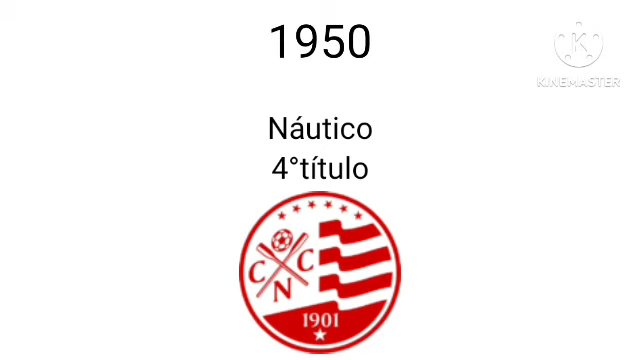 1950
KINEMASTER
Náutico
4°título
C C
N
1901